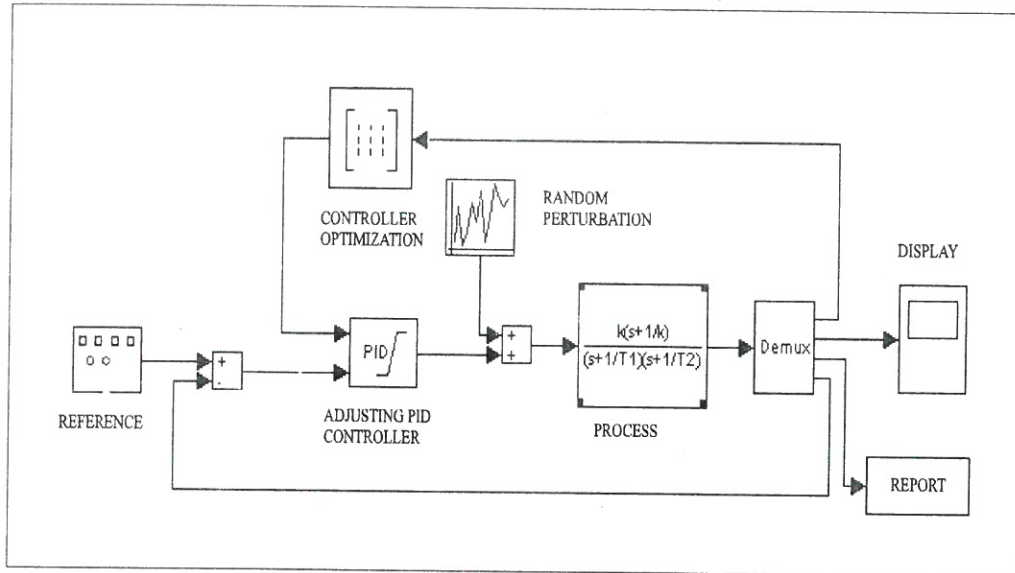 CONTROLLER
OPTIMIZATION
RANDOM
PERTURBATION
DISPLAY
+
-
PID
+
+
k(s+1/k)
(s+1/T1)(s+1/T2)
Demux
REFERENCE
ADJUSTING PID
CONTROLLER
PROCESS
REPORT